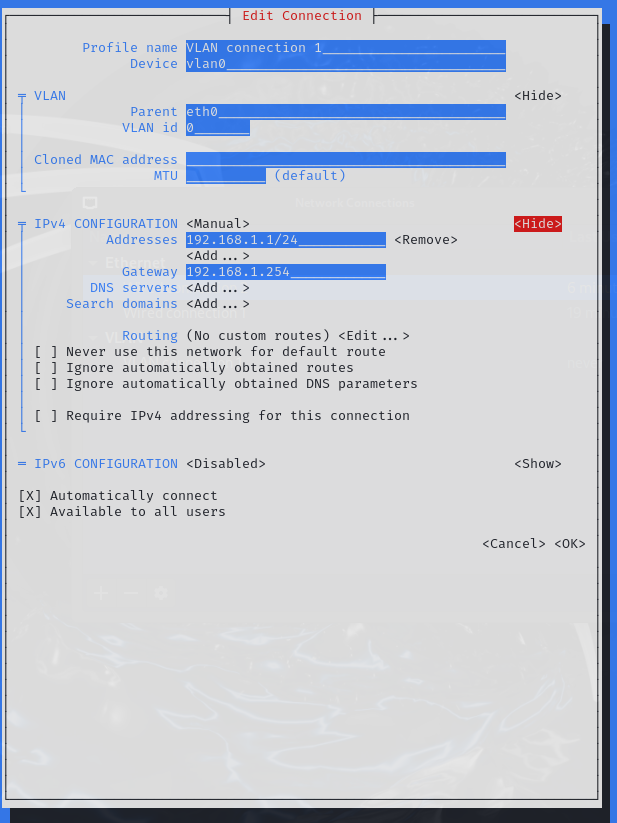 Edit Connection
Profile name VLAN connection 1
Device vlan0
VLAN <Hide>
Parent eth0
VLAN id 0
Cloned MAC address
MTU (default)
IPv4 CONFIGURATION <Manual> <Hide>
Addresses 192.168.1.1/24 <Remove>
<Add...>
Gateway 192.168.1.254
DNS servers <Add...>
Search domains <Add...>
Routing (No custom routes) <Edit...>
[ ] Never use this network for default route
[ ] Ignore automatically obtained routes
[ ] Ignore automatically obtained DNS parameters
[ ] Require IPv4 addressing for this connection
IPv6 CONFIGURATION <Disabled> <Show>
[X] Automatically connect
[X] Available to all users
<Cancel> <OK>